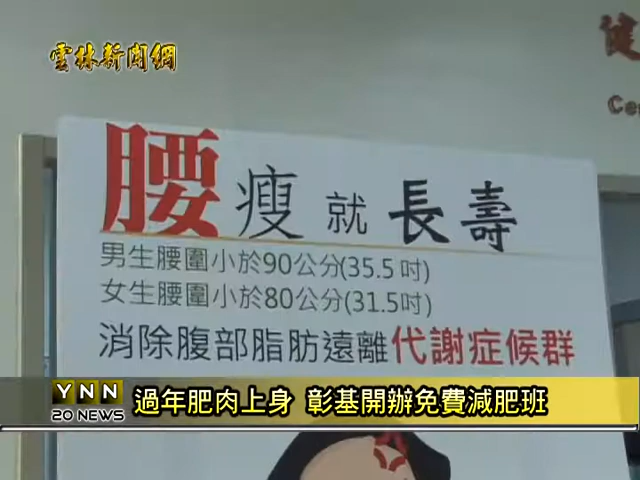 雲林新聞網
健
Ce
腰瘦就長壽
男生腰圍小於90公分(35.5吋)
女生腰圍小於80公分(31.5吋)
消除腹部脂肪遠離代謝症候群
YNN
20 NEWS
過年肥肉上身 彰基開辦免費減肥班